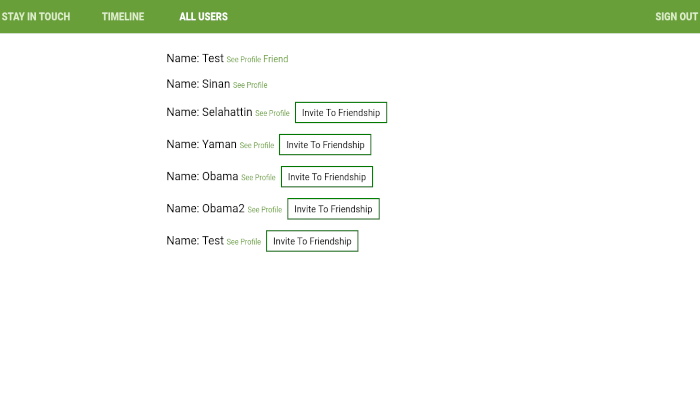 STAY IN TOUCH TIMELINE ALL USERS SIGN OUT
Name: Test See Profile Friend
Name: Sinan See Profile
Name: Selahattin See Profile Invite To Friendship
Name: Yaman See Profile Invite To Friendship
Name: Obama See Profile Invite To Friendship
Name: Obama2 See Profile Invite To Friendship
Name: Test See Profile Invite To Friendship